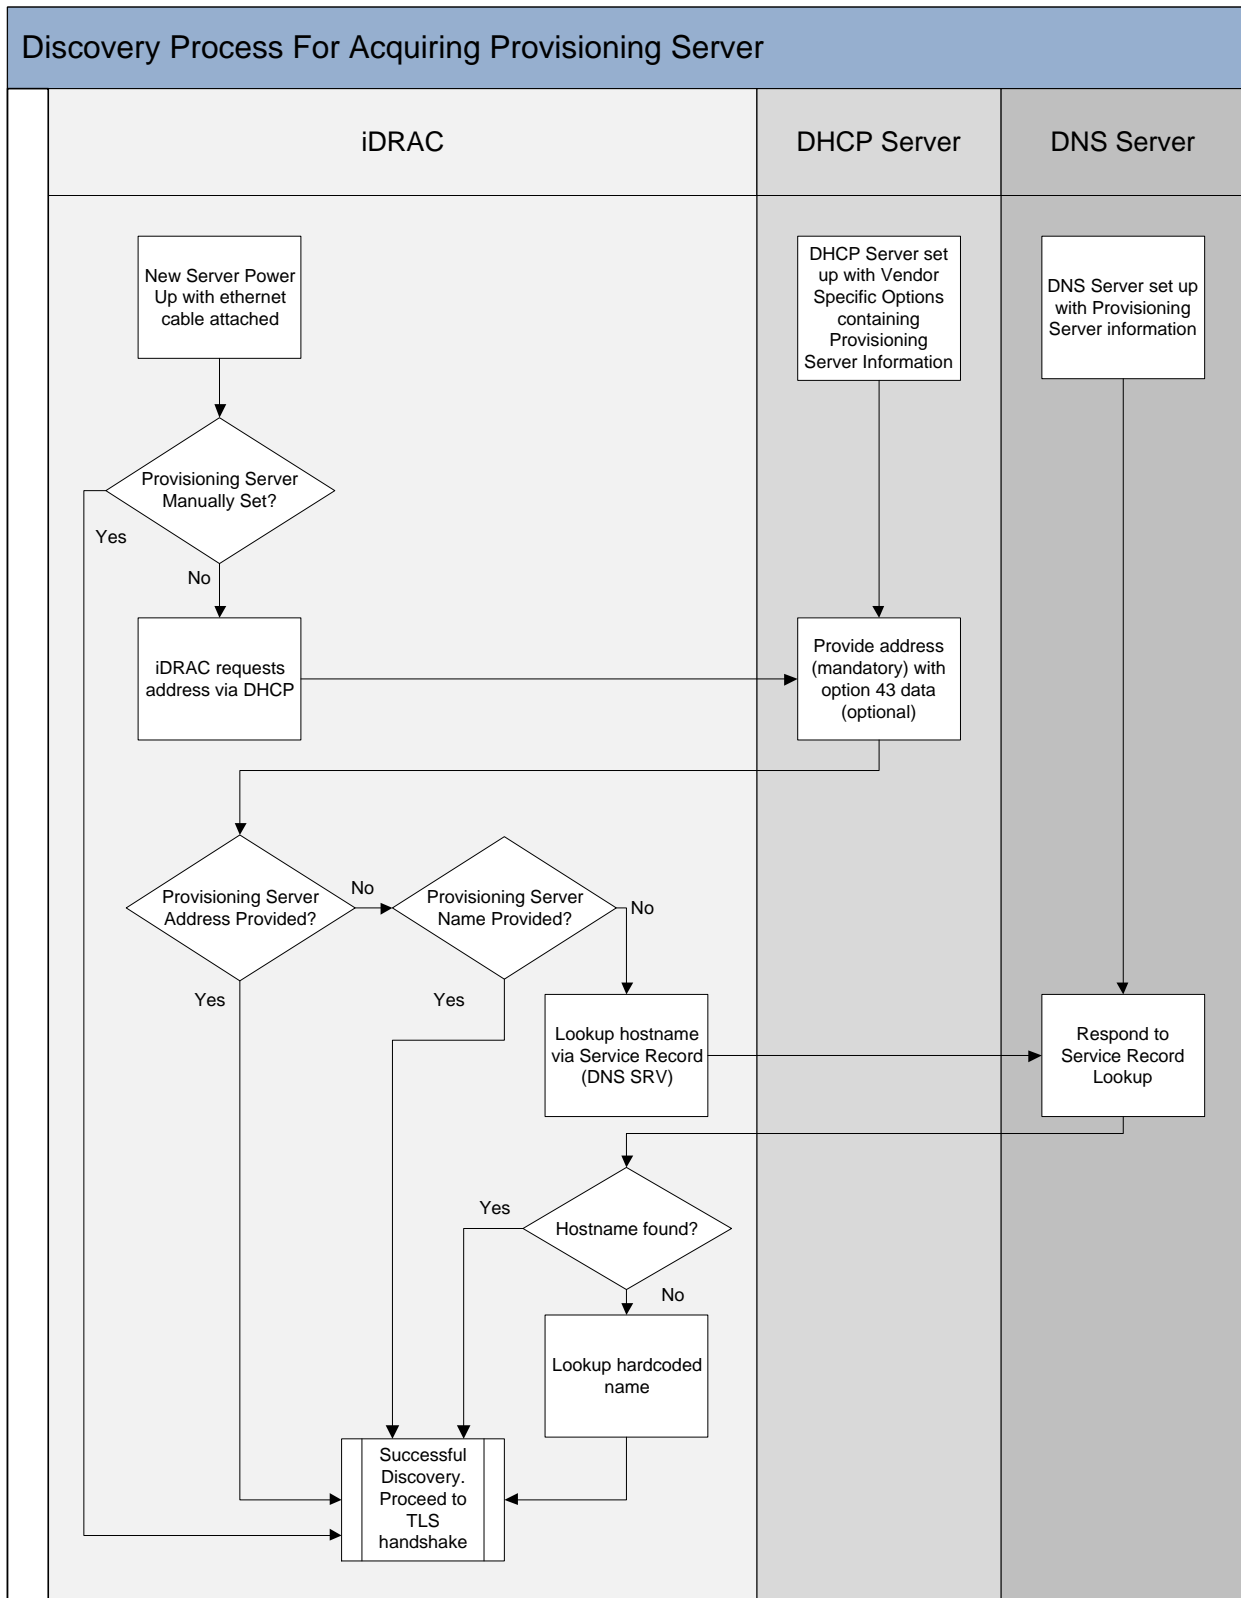 Discovery Process For Acquiring Provisioning Server
iDRAC
DHCP Server
DNS Server
New Server Power
Up with ethernet
cable attached
DHCP Server set
up with Vendor
Specific Options
containing
Provisioning
Server Information
DNS Server set up
with Provisioning
Server information
Provisioning Server
Manually Set?
Yes
No
iDRAC requests
address via DHCP
Provide address
(mandatory) with
option 43 data
(optional)
Provisioning Server
Address Provided?
No
Provisioning Server
Name Provided?
No
Yes
Yes
Lookup hostname
via Service Record
(DNS SRV)
Respond to
Service Record
Lookup
Yes
Hostname found?
No
Lookup hardcoded
name
Successful
Discovery.
Proceed to
TLS
handshake